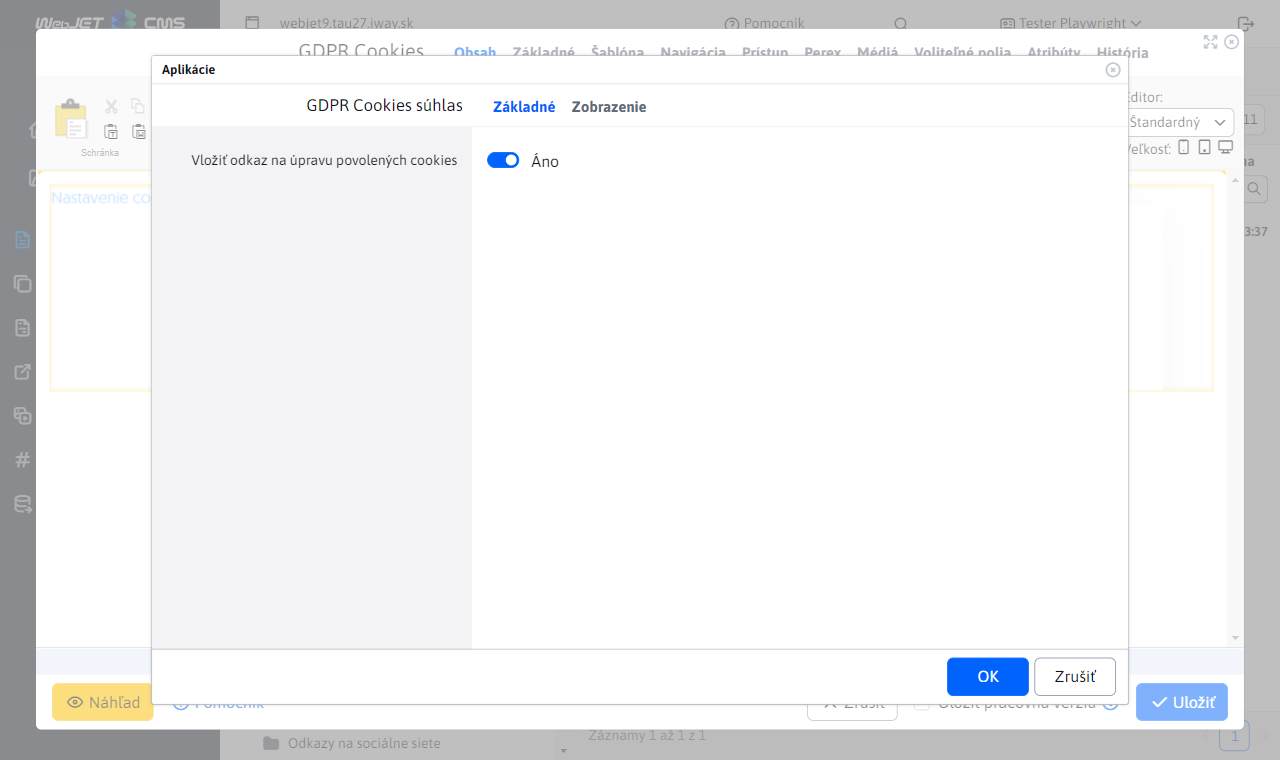 WebJET CMS
webjet9.tau27.iway.sk
Pomocník
Tester Playwright
GDPR Cookies
Obsah Základné Šablóna Navigácia Prístup Perex Médiá Voliteľné polia Atribúty História
Aplikácie
GDPR Cookies súhlas
Základné Zobrazenie
Vložiť odkaz na úpravu povolených cookies
Áno
Schránka
Editor:
Štandardný
Veľkosť:
11
3:37
Nastavenie co
OK
Zrušiť
Náhľad
Pomocník
Zrušiť
Uložiť pracovnú verziu
Uložiť
Odkazy na sociálne siete
Záznamy 1 až 1 z 1
1